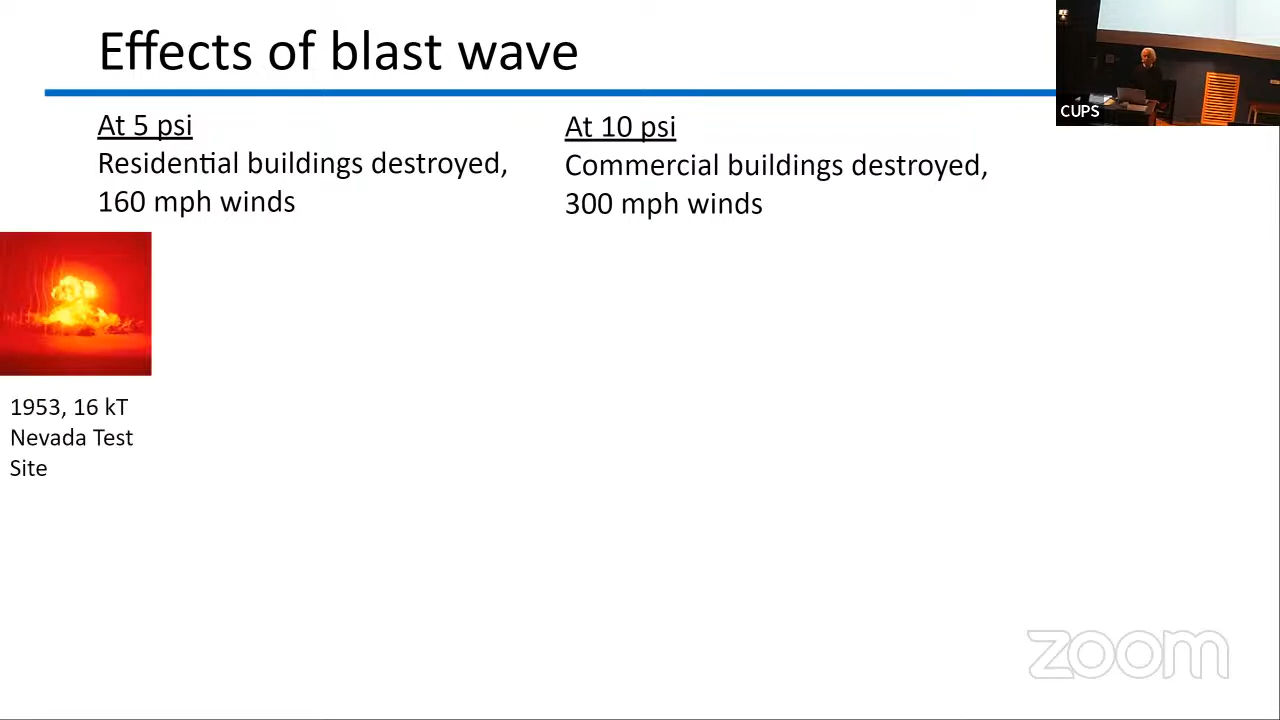 Effects of blast wave
CUPS
At 5 psi
Residential buildings destroyed,
160 mph winds
At 10 psi
Commercial buildings destroyed,
300 mph winds
1953, 16 kT
Nevada Test
Site
zoom